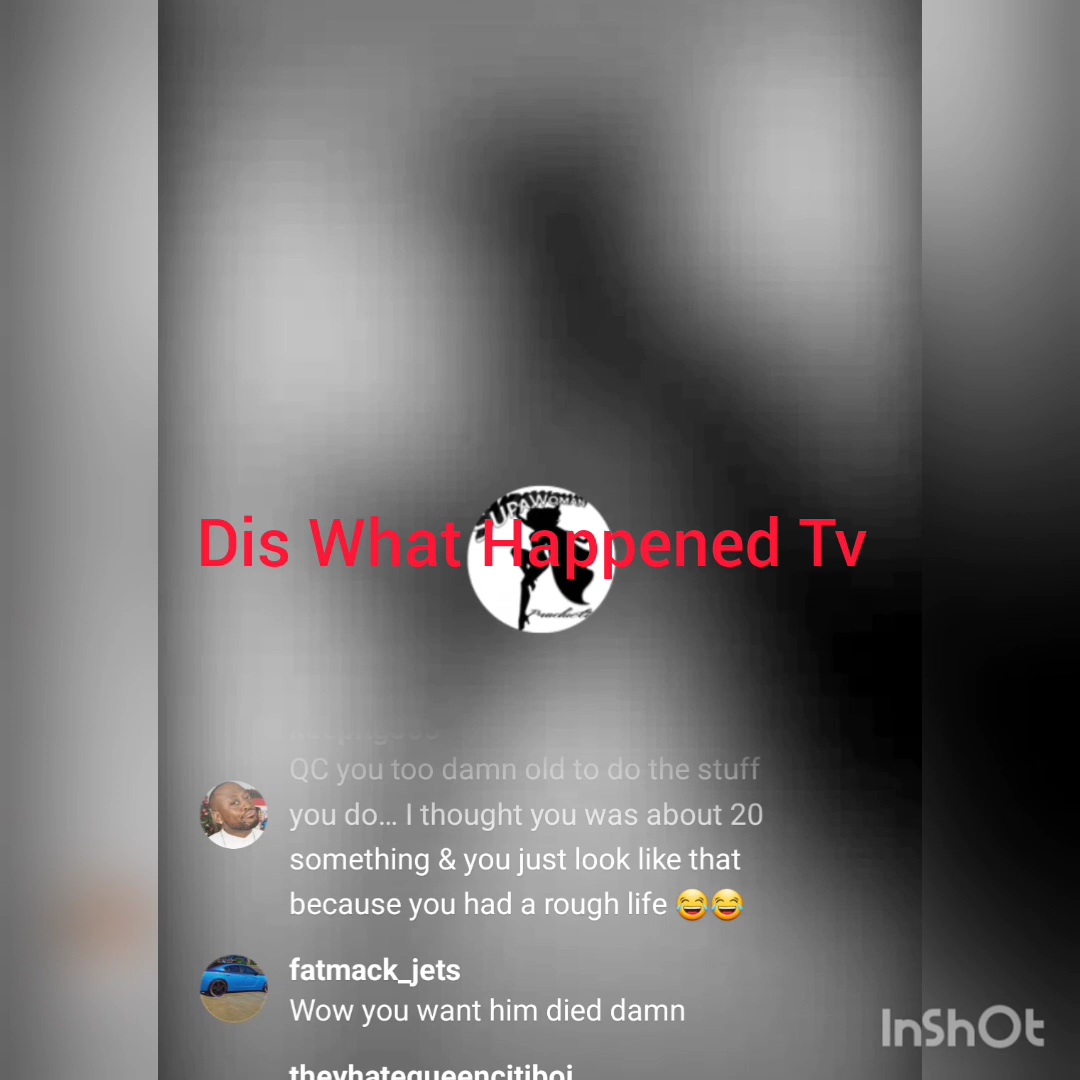 SUPAWOMAN
Dis What Happened Tv
QC you too damn old to do the stuff
you do... I thought you was about 20
something & you just look like that
because you had a rough life 😂😂
fatmack_jets
Wow you want him died damn
theyhatequeencitiboi
InShOt